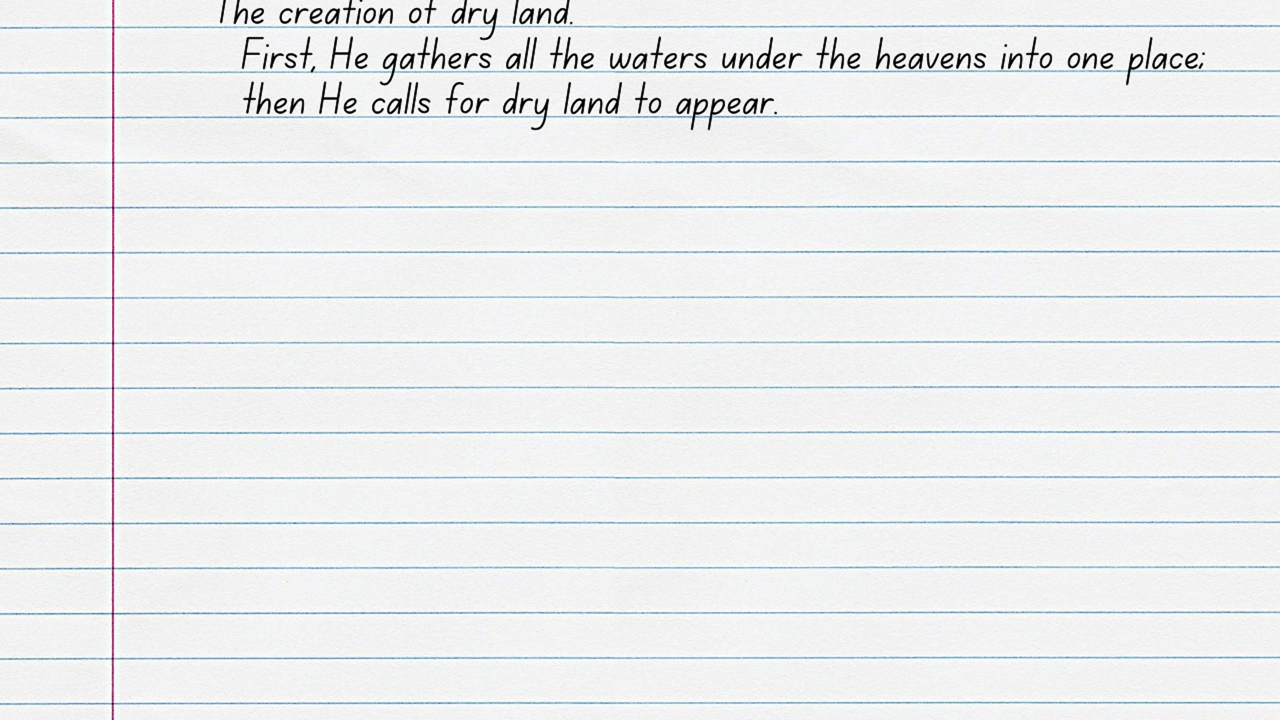 The creation of dry land.
First, He gathers all the waters under the heavens into one place;
then He calls for dry land to appear.